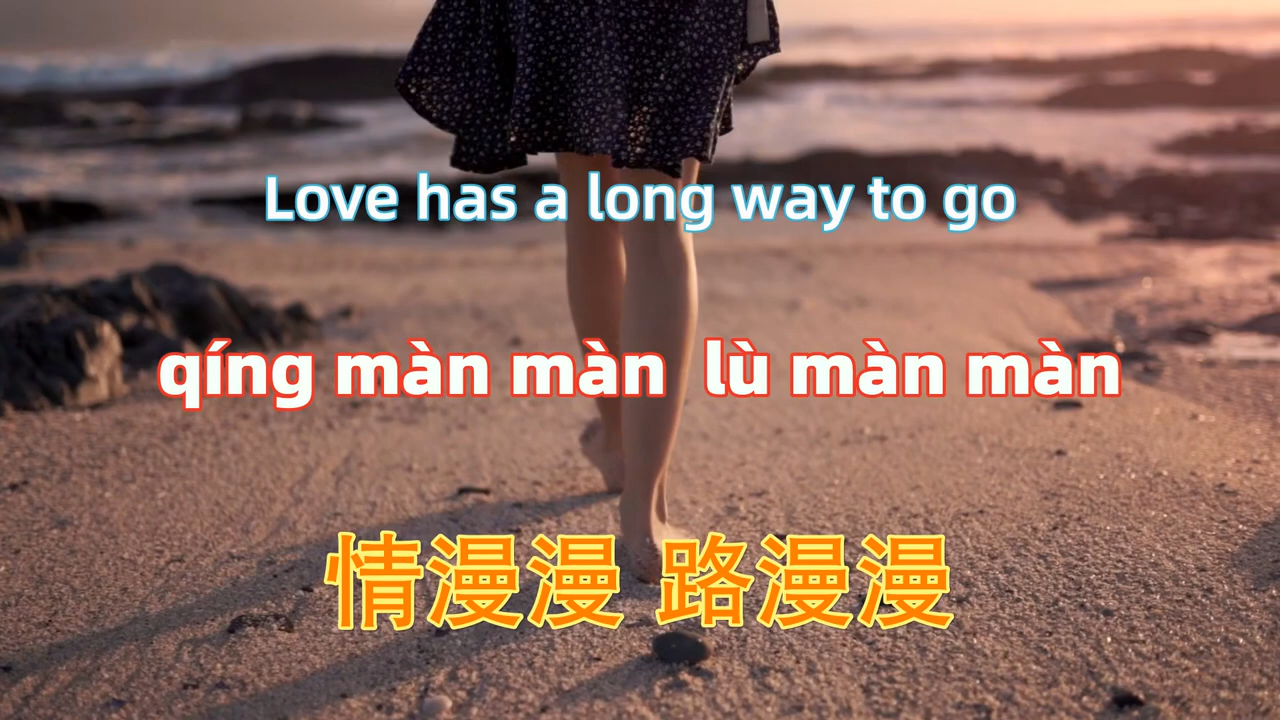 Love has a long way to go
qíng màn màn  lù màn màn
情漫漫 路漫漫